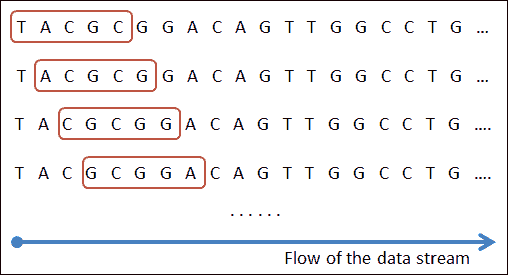 T A C G C G G A C A G T T G G C C T G ...
T A C G C G G A C A G T T G G C C T G ...
T A C G C G G A C A G T T G G C C T G ....
T A C G C G G A C A G T T G G C C T G ....
......
Flow of the data stream